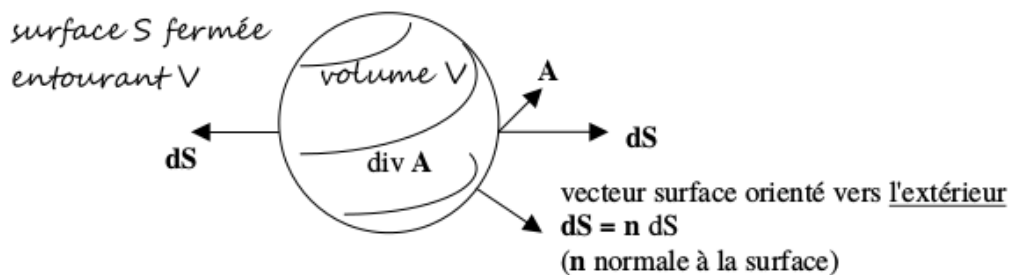 surface S fermée
entourant V
volume V
A
dS
dS
div A
vecteur surface orienté vers l'extérieur
dS = n dS
(n normale à la surface)